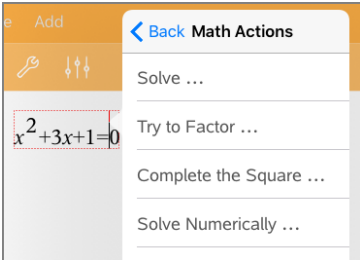 e Add
Back Math Actions
Solve ...
x²+3x+1=0
Try to Factor ...
Complete the Square ...
Solve Numerically ...